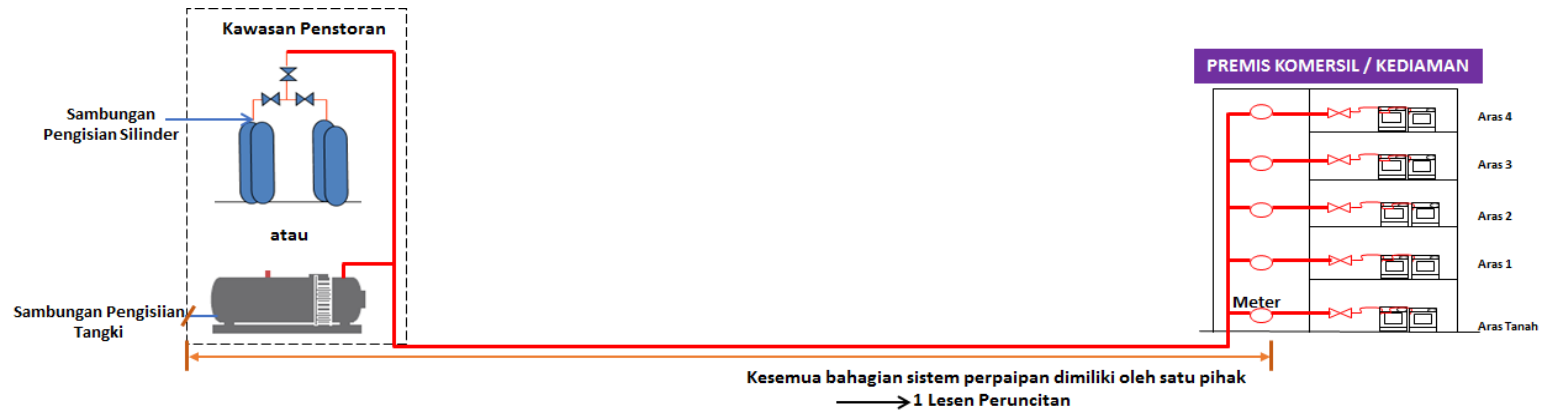 Kawasan Penstoran
Sambungan
Pengisian Silinder
atau
Sambungan Pengisiian
Tangki
PREMIS KOMERSIL / KEDIAMAN
Aras 4
Aras 3
Aras 2
Aras 1
Meter
Aras Tanah
Kesemua bahagian sistem perpaipan dimiliki oleh satu pihak
1 Lesen Peruncitan